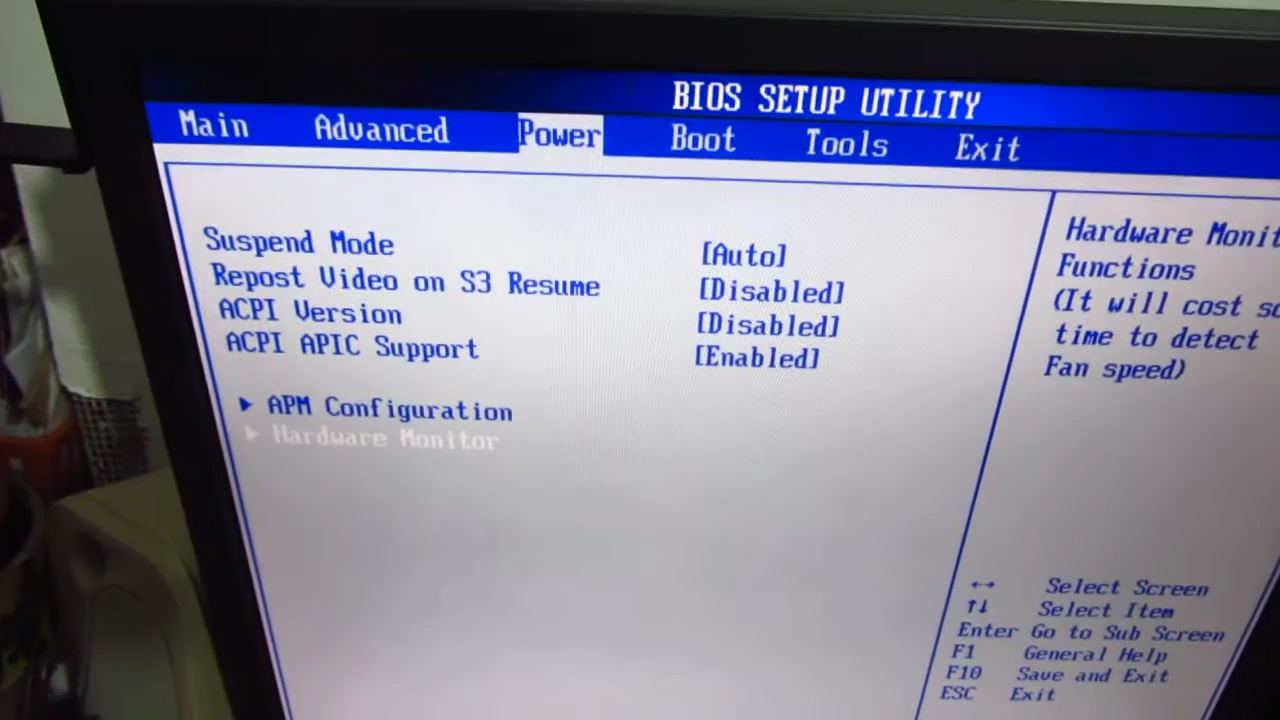 BIOS SETUP UTILITY
Main Advanced Power Boot Tools Exit
Suspend Mode [Auto]
Repost Video on S3 Resume [Disabled]
ACPI Version [Disabled]
ACPI APIC Support [Enabled]
▶ APM Configuration
▶ Hardware Monitor
Hardware
Functions
(It will cost
time to detect
Fan speed)
↔ Select Screen
↑↓ Select Item
Enter Go to Sub Screen
F1 General Help
F10 Save and Exit
ESC Exit